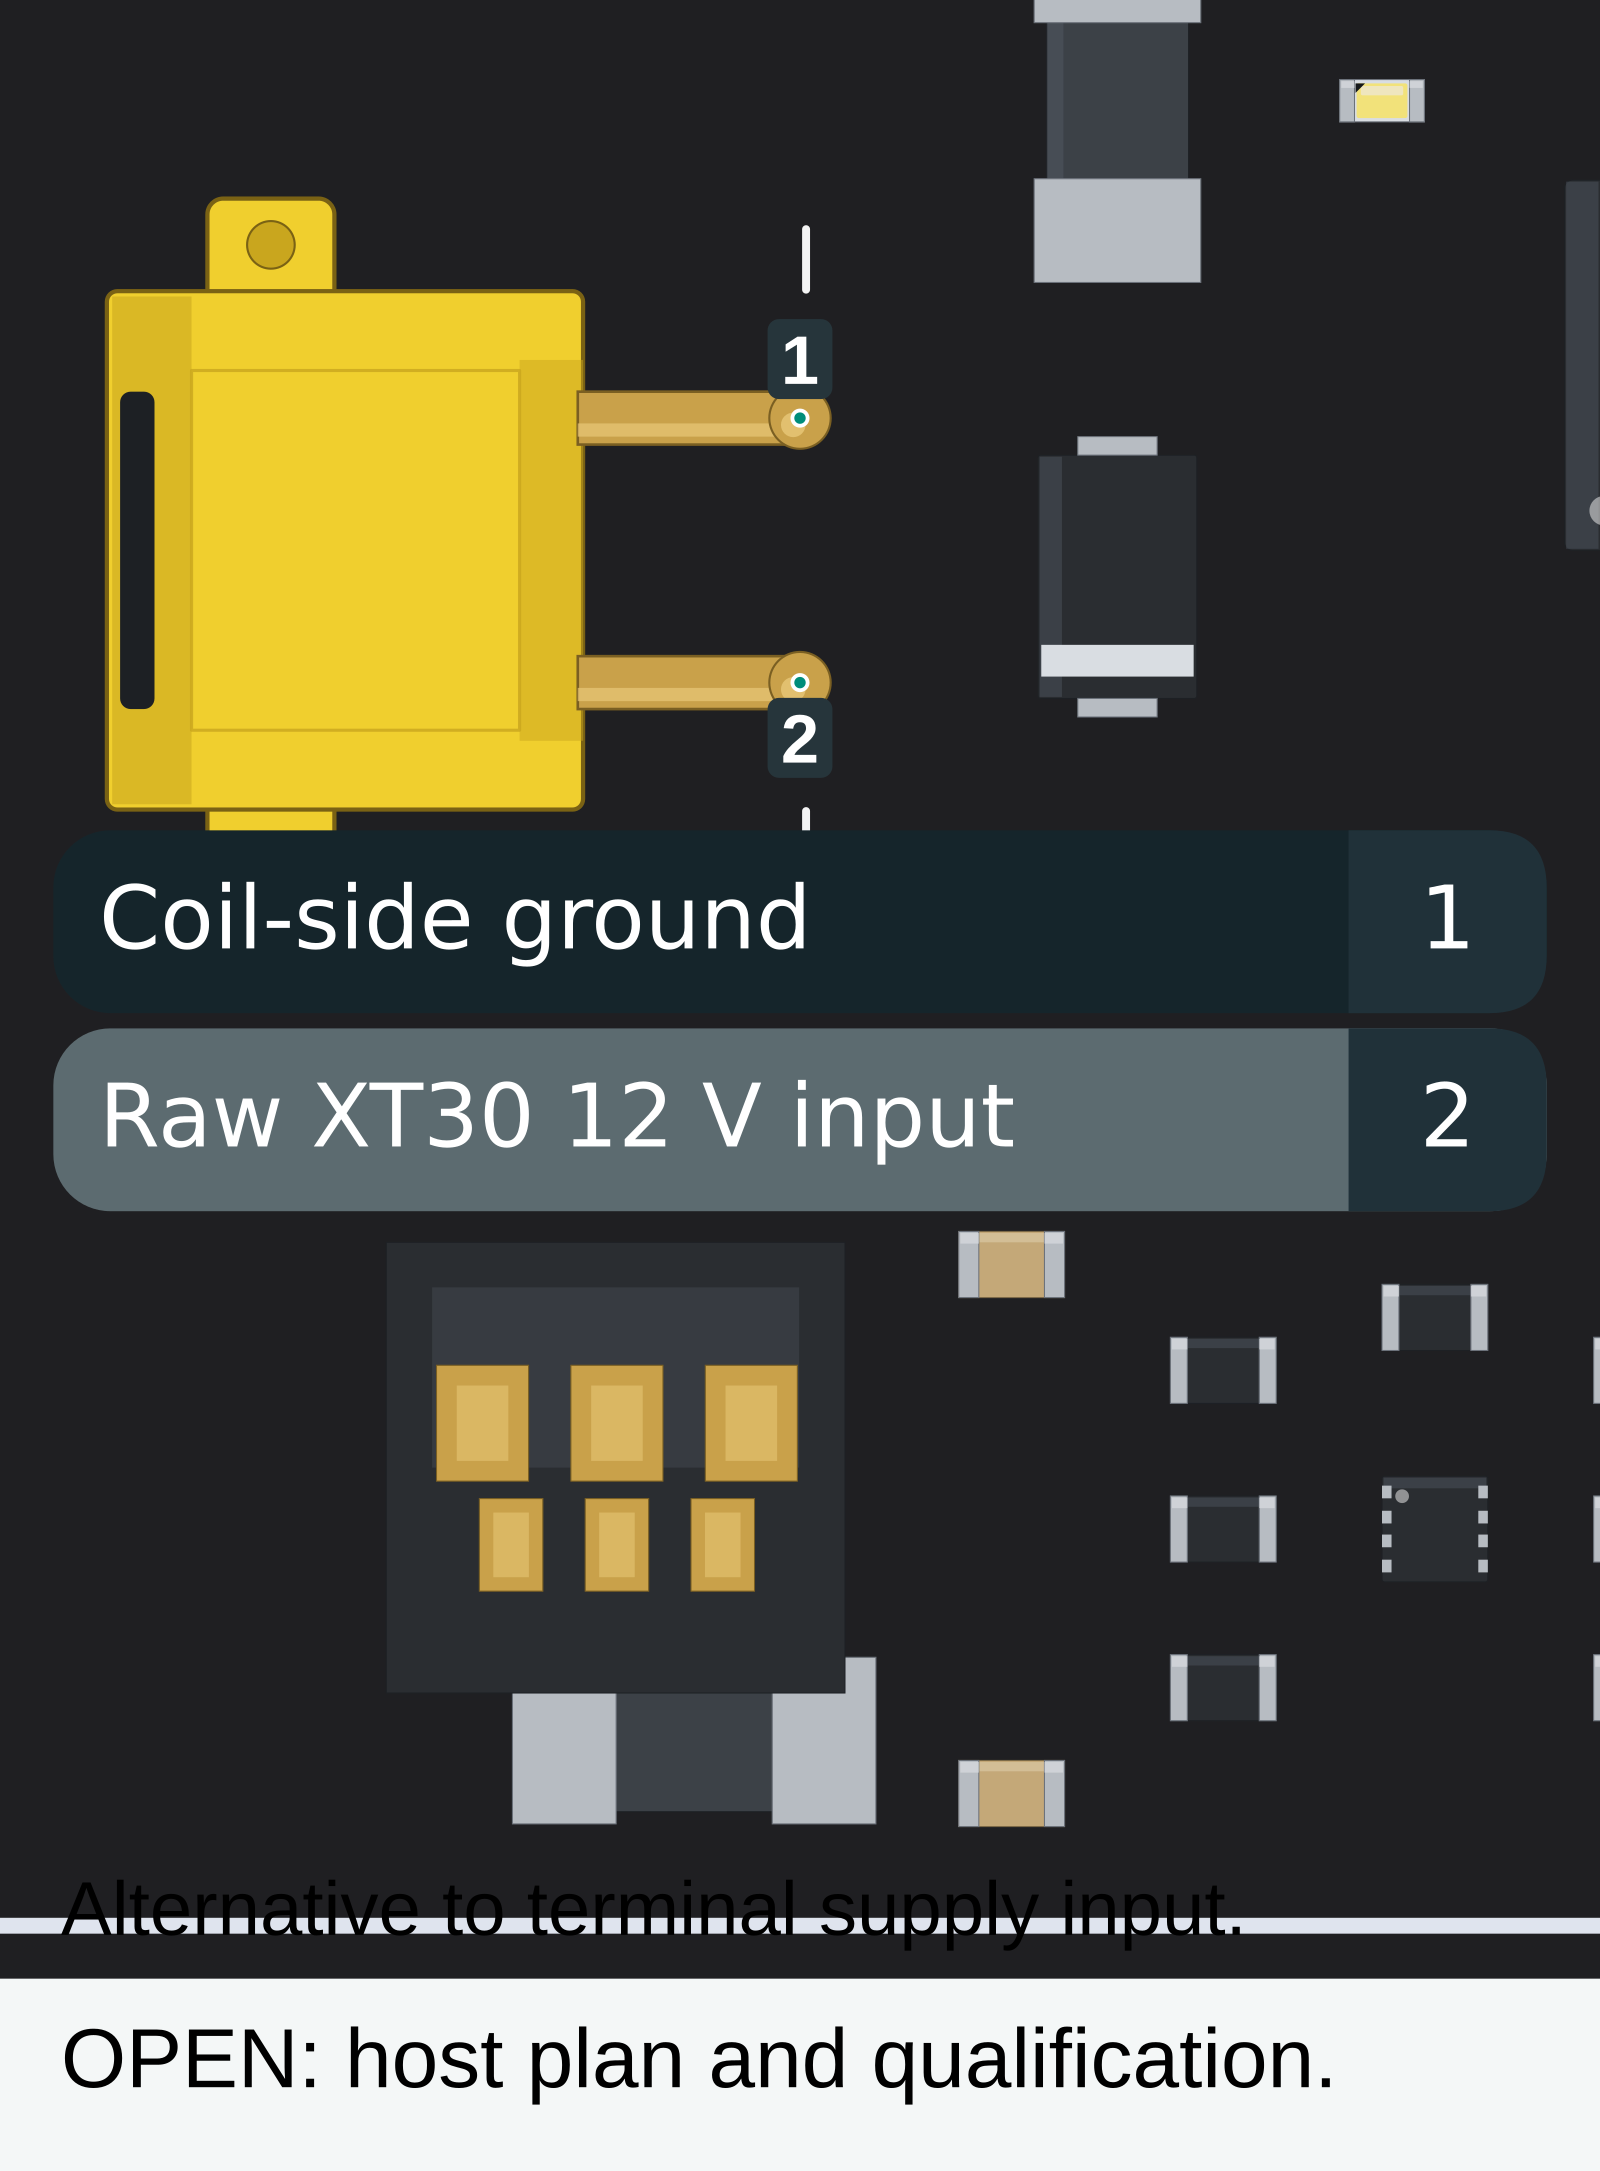 1
2
Coil-side ground 1
Raw XT30 12 V input 2
Alternative to terminal supply input.
OPEN: host plan and qualification.